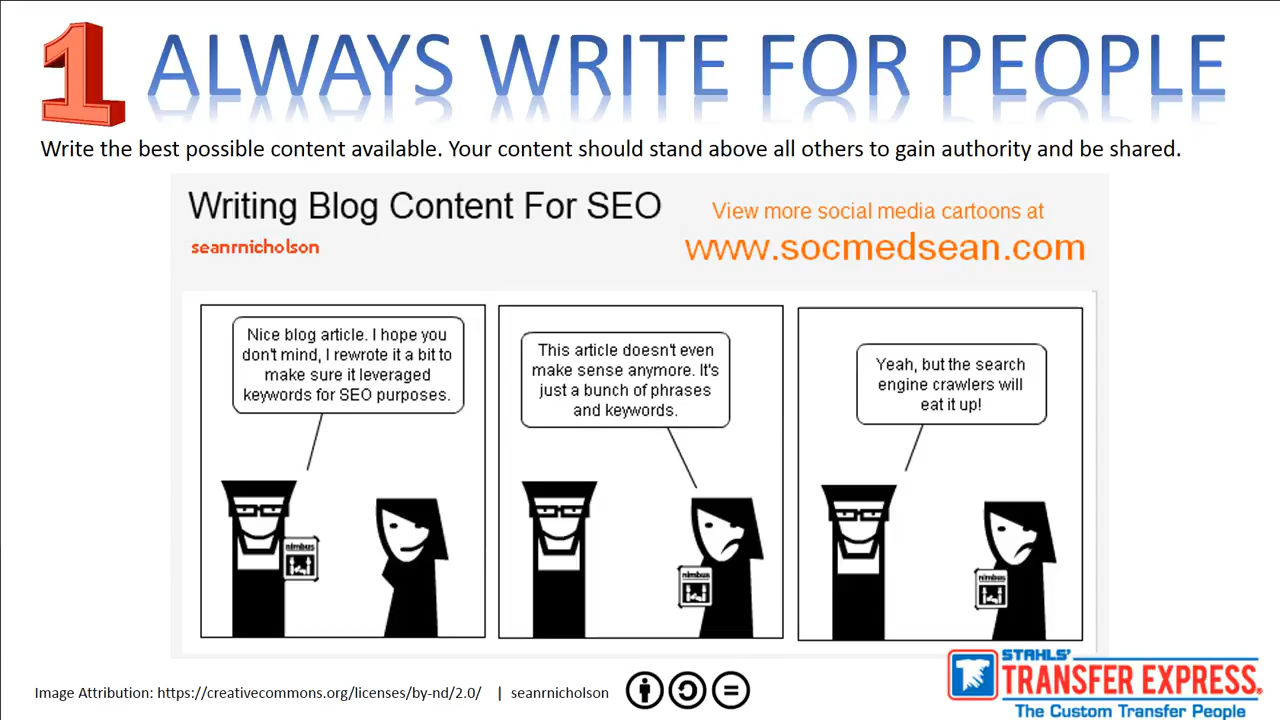 1 ALWAYS WRITE FOR PEOPLE
Write the best possible content available. Your content should stand above all others to gain authority and be shared.
Writing Blog Content For SEO
seanrnicholson
View more social media cartoons at
www.socmedsean.com
Nice blog article. I hope you
don't mind, I rewrote it a bit to
make sure it leveraged
keywords for SEO purposes.
nimbus
This article doesn't even
make sense anymore. It's
just a bunch of phrases
and keywords.
nimbus
Yeah, but the search
engine crawlers will
eat it up!
nimbus
Image Attribution: https://creativecommons.org/licenses/by-nd/2.0/ | seanrnicholson
STAHLS'
TRANSFER EXPRESS®
The Custom Transfer People